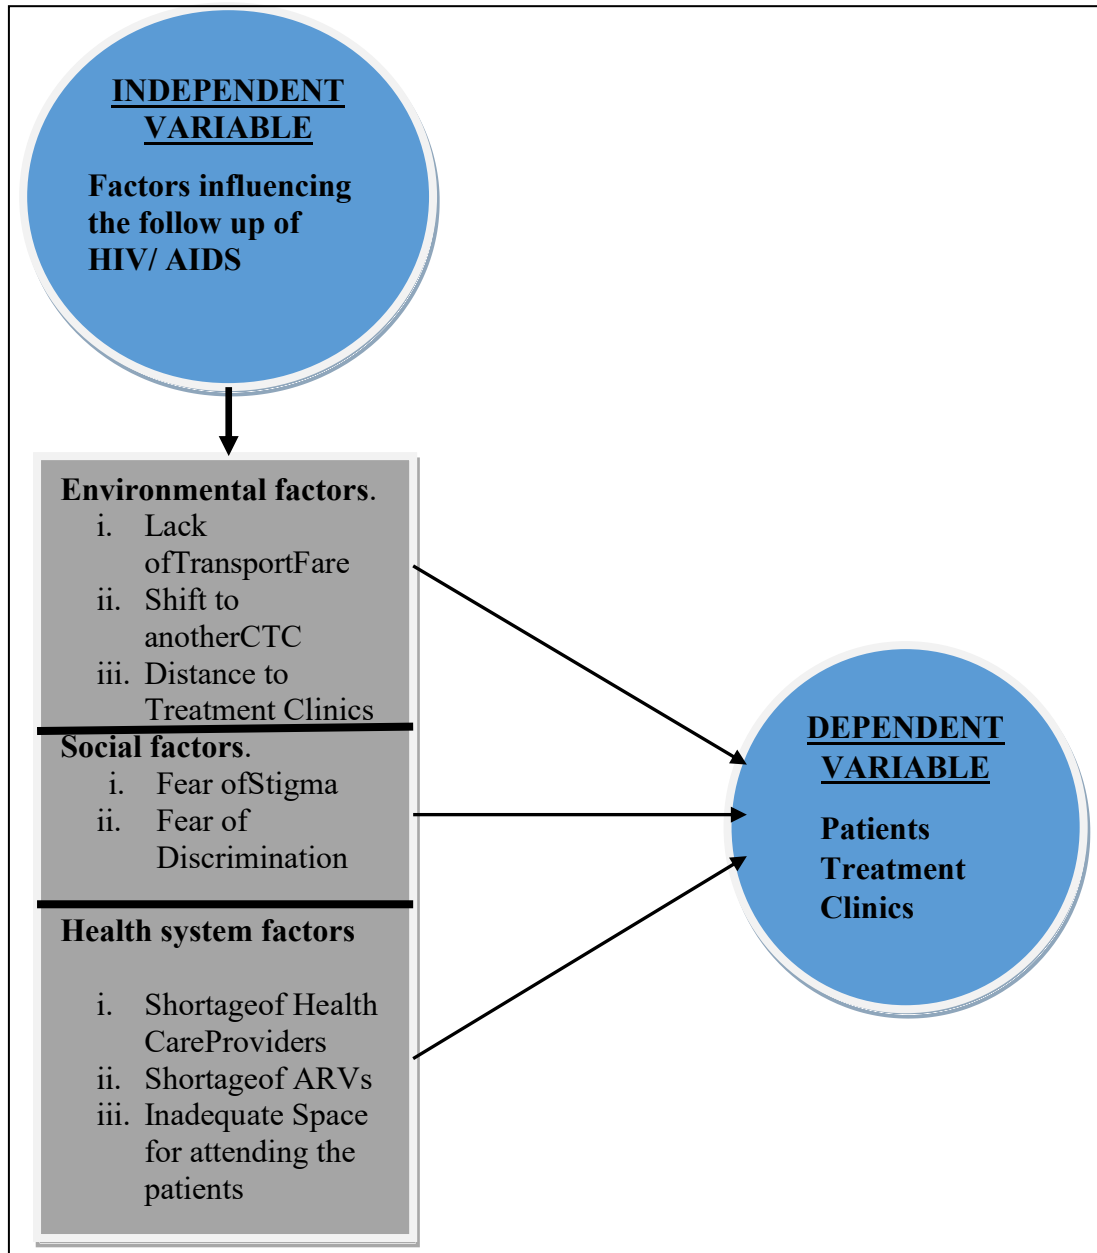 INDEPENDENT
VARIABLE
Factors influencing
the follow up of
HIV/ AIDS
Environmental factors.
i. Lack
ofTransportFare
ii. Shift to
anotherCTC
iii. Distance to
Treatment Clinics
Social factors.
i. Fear ofStigma
ii. Fear of
Discrimination
Health system factors
i. Shortageof Health
CareProviders
ii. Shortageof ARVs
iii. Inadequate Space
for attending the
patients
DEPENDENT
VARIABLE
Patients
Treatment
Clinics